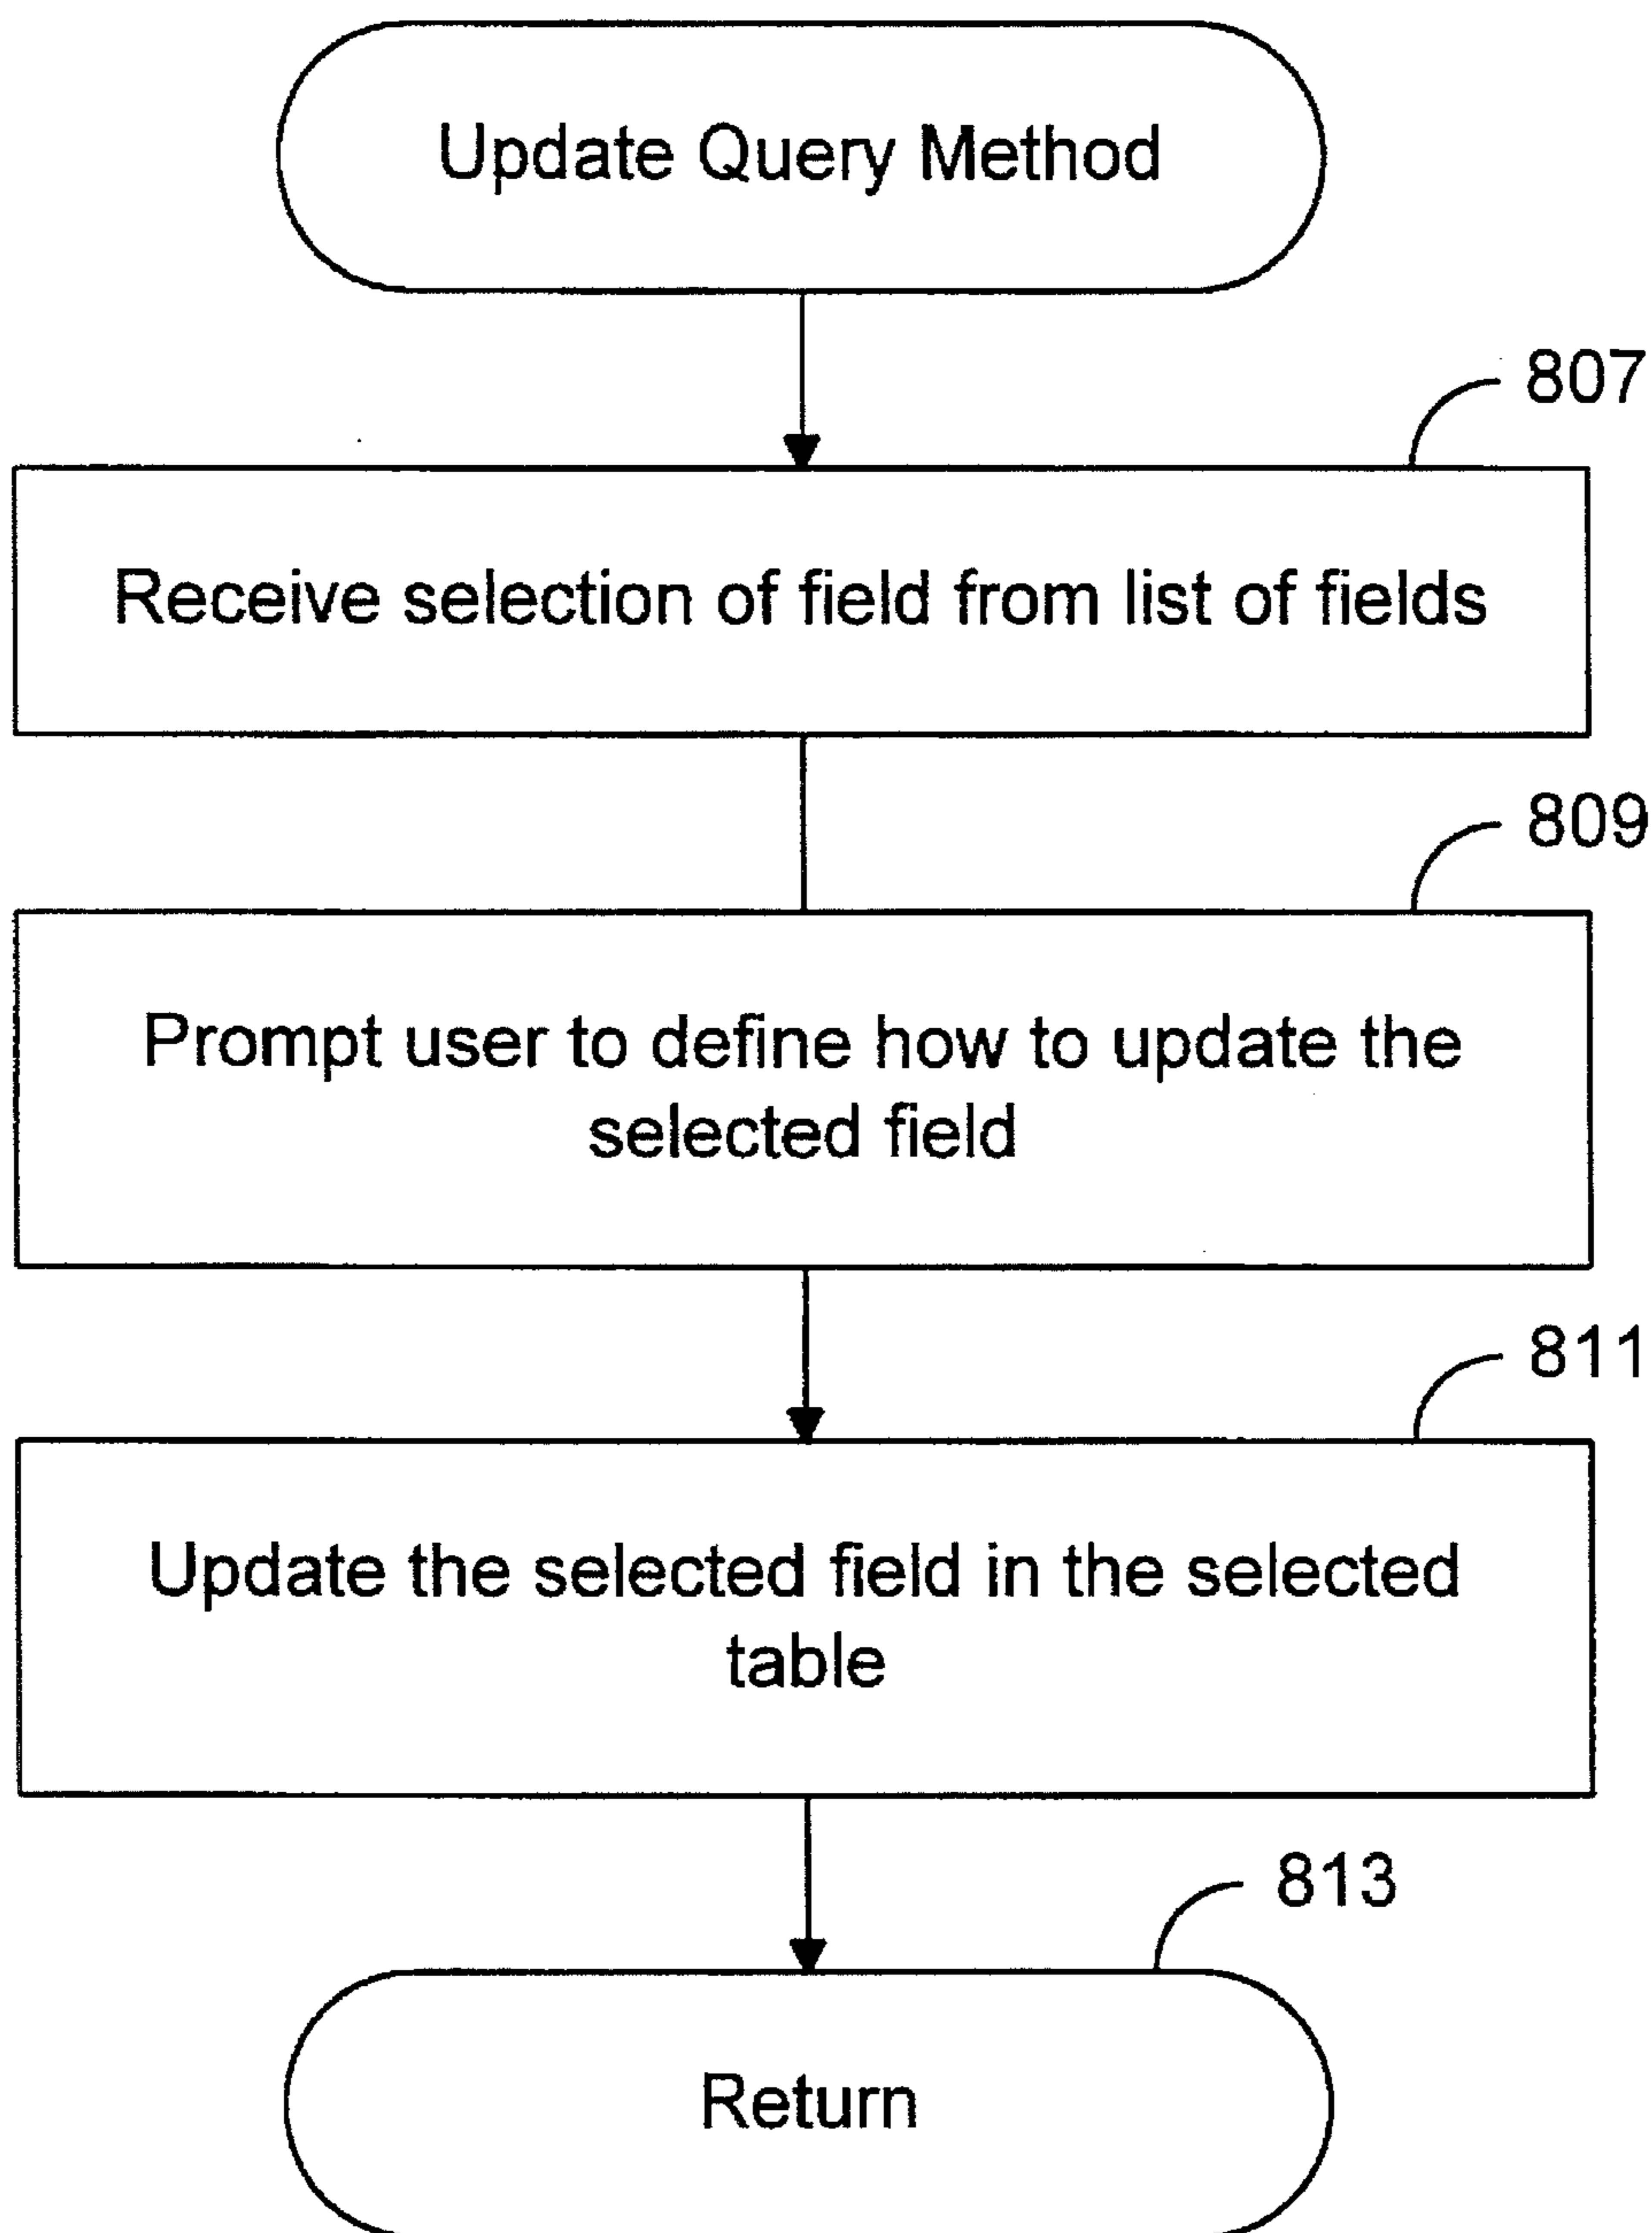 Update Query Method
807
Receive selection of field from list of fields
809
Prompt user to define how to update the
selected field
811
Update the selected field in the selected
table
813
Return